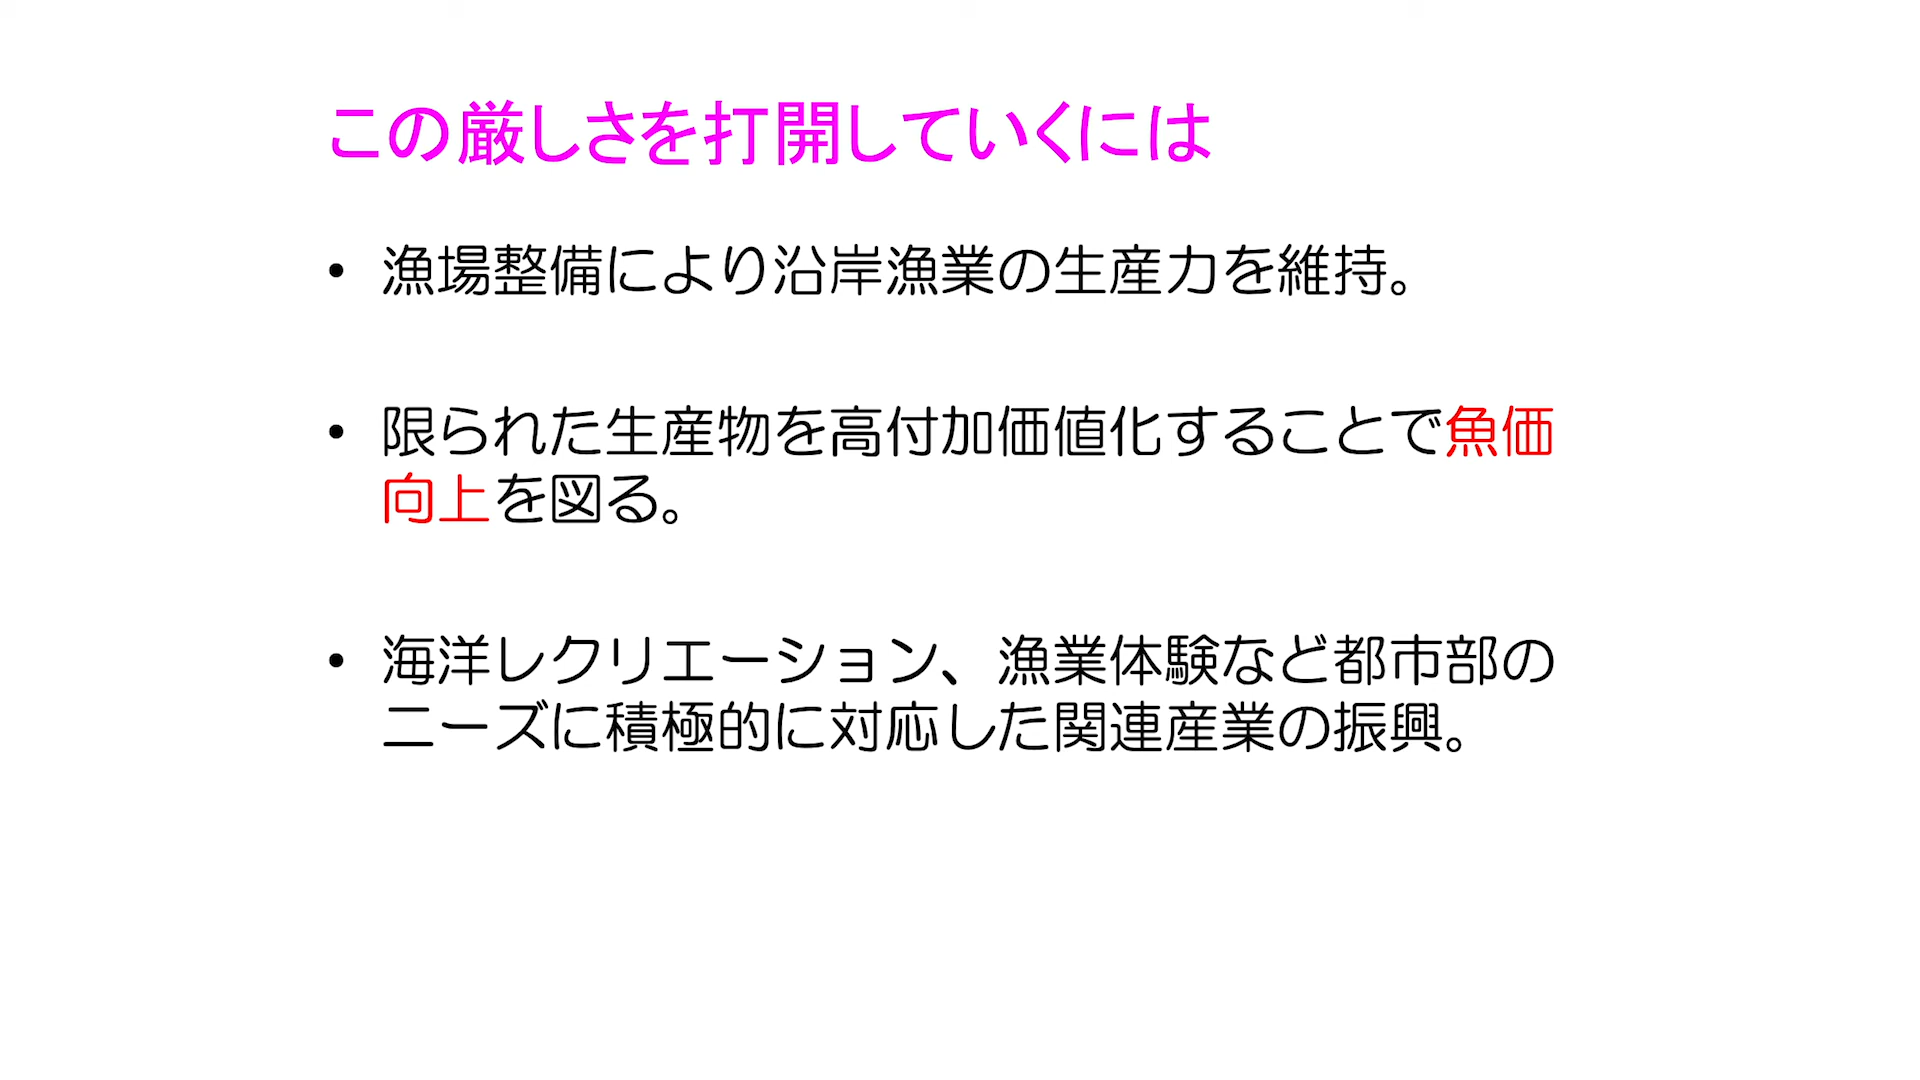 この厳しさを打開していくには
• 漁場整備により沿岸漁業の生産力を維持。
• 限られた生産物を高付加価値化することで魚価
向上を図る。
• 海洋レクリエーション、漁業体験など都市部の
ニーズに積極的に対応した関連産業の振興。